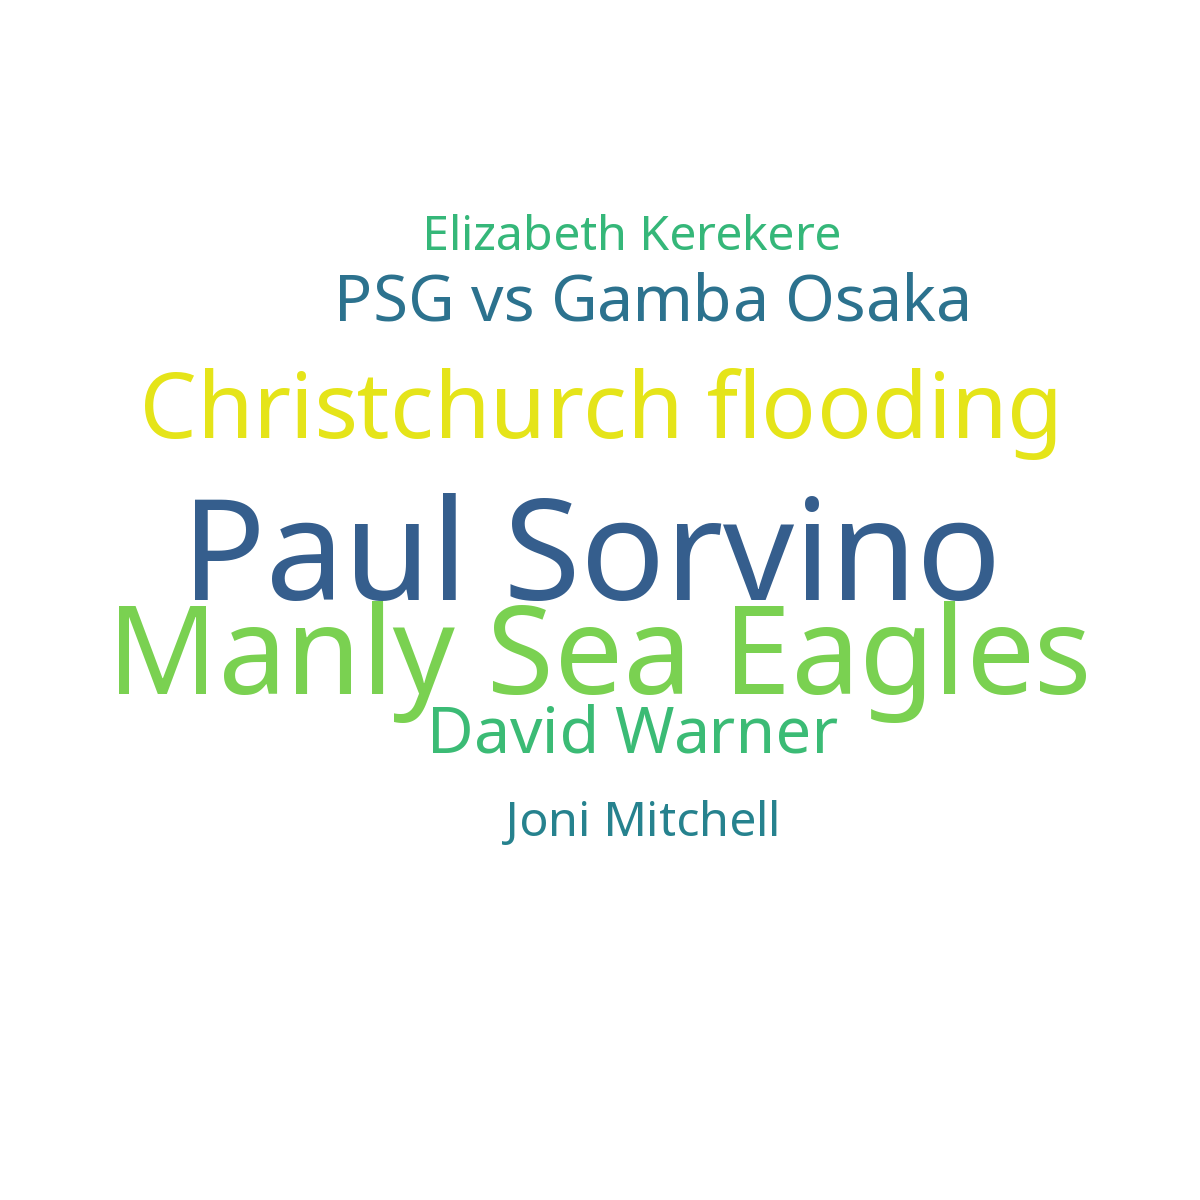 Elizabeth Kerekere
PSG vs Gamba Osaka
Christchurch flooding
Paul Sorvino
Manly Sea Eagles
David Warner
Joni Mitchell